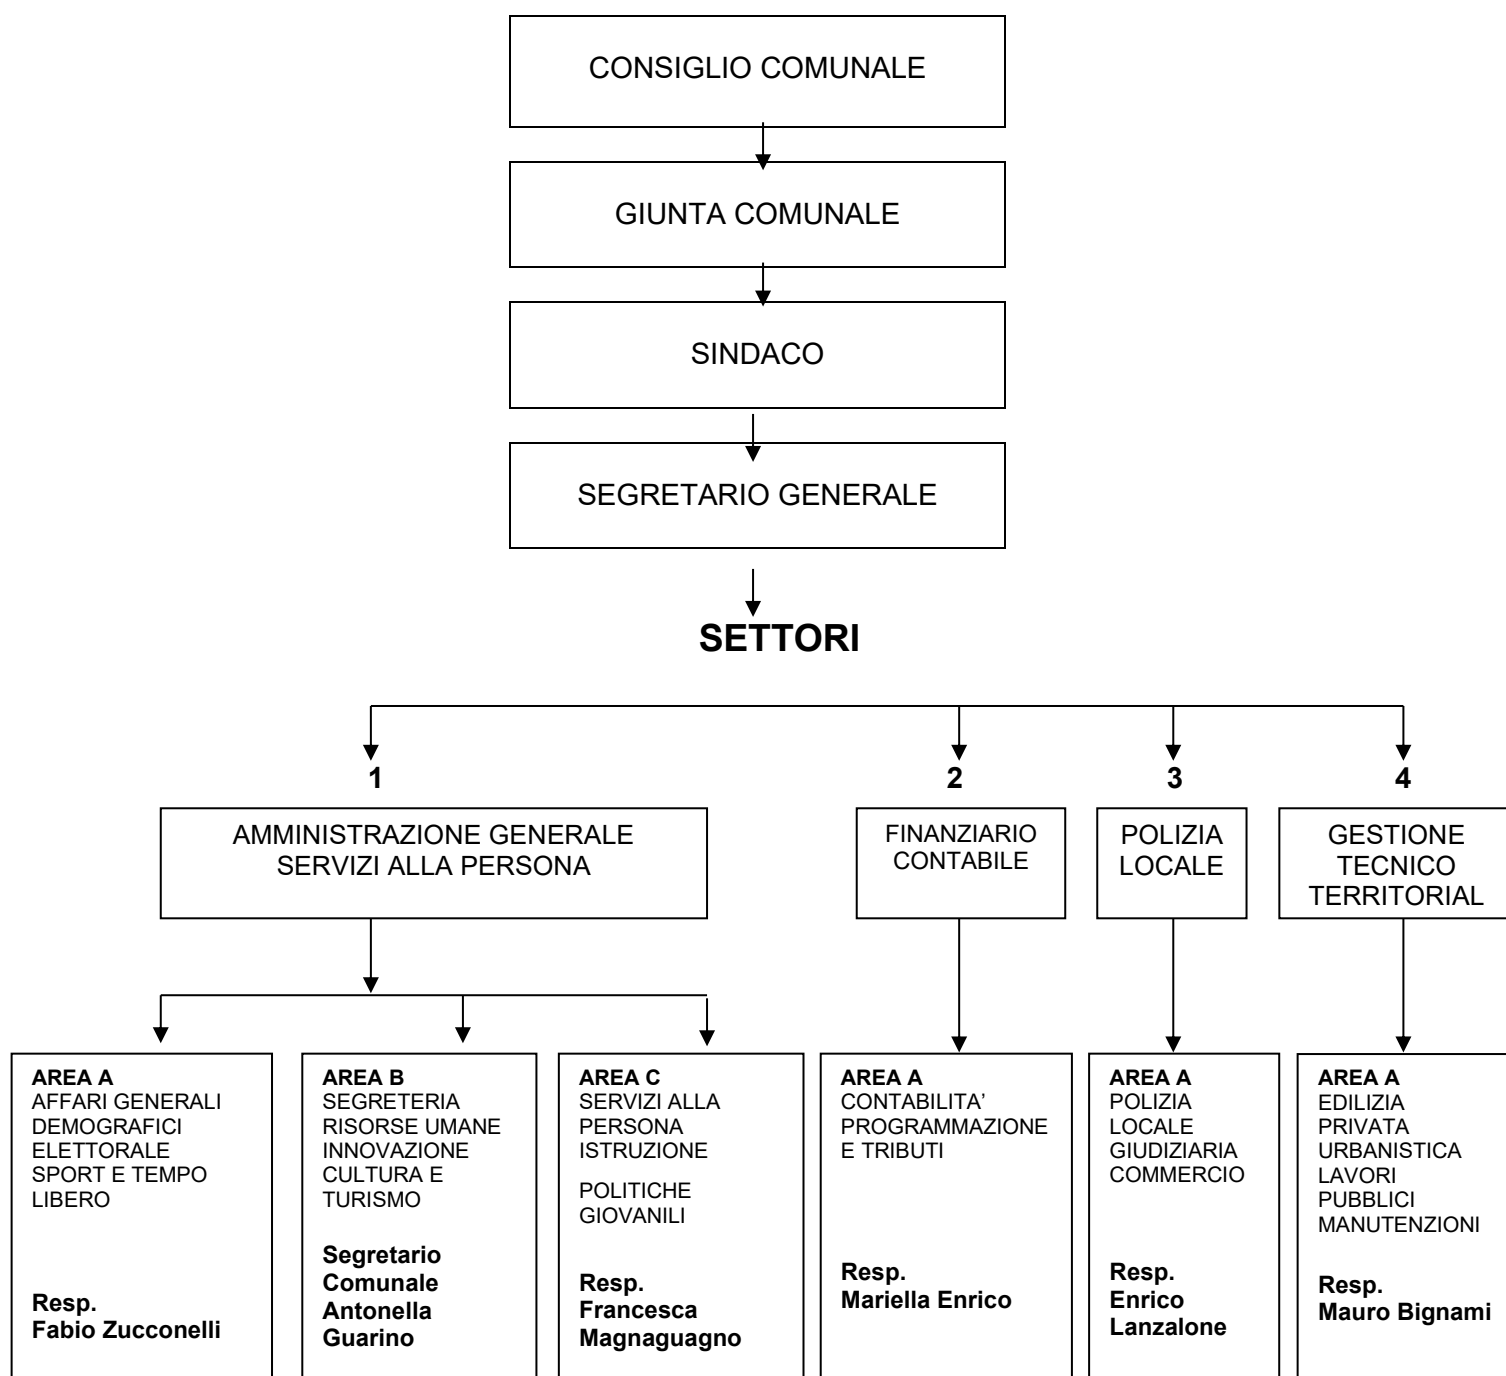 CONSIGLIO COMUNALE
GIUNTA COMUNALE
SINDACO
SEGRETARIO GENERALE
SETTORI
1
AMMINISTRAZIONE GENERALE
SERVIZI ALLA PERSONA
2
FINANZIARIO
CONTABILE
3
POLIZIA
LOCALE
4
GESTIONE
TECNICO
TERRITORIAL
AREA A
AFFARI GENERALI
DEMOGRAFICI
ELETTORALE
SPORT E TEMPO
LIBERO
Resp.
Fabio Zucconelli
AREA B
SEGRETERIA
RISORSE UMANE
INNOVAZIONE
CULTURA E
TURISMO
Segretario
Comunale
Antonella
Guarino
AREA C
SERVIZI ALLA
PERSONA
ISTRUZIONE
POLITICHE
GIOVANILI
Resp.
Francesca
Magnaguagno
AREA A
CONTABILITA’
PROGRAMMAZIONE
E TRIBUTI
Resp.
Mariella Enrico
AREA A
POLIZIA
LOCALE
GIUDIZIARIA
COMMERCIO
Resp.
Enrico
Lanzalone
AREA A
EDILIZIA
PRIVATA
URBANISTICA
LAVORI
PUBBLICI
MANUTENZIONI
Resp.
Mauro Bignami